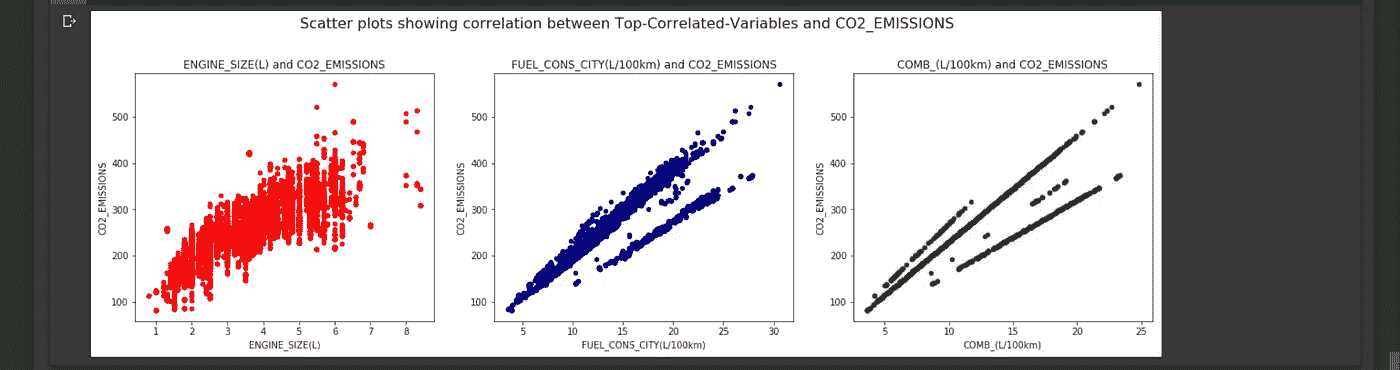 Scatter plots showing correlation between Top-Correlated-Variables and CO2_EMISSIONS
ENGINE_SIZE(L) and CO2_EMISSIONS
CO2_EMISSIONS
500
400
300
200
100
1 2 3 4 5 6 7 8
ENGINE_SIZE(L)
FUEL_CONS_CITY(L/100km) and CO2_EMISSIONS
CO2_EMISSIONS
500
400
300
200
100
5 10 15 20 25 30
FUEL_CONS_CITY(L/100km)
COMB_(L/100km) and CO2_EMISSIONS
CO2_EMISSIONS
500
400
300
200
100
5 10 15 20 25
COMB_(L/100km)